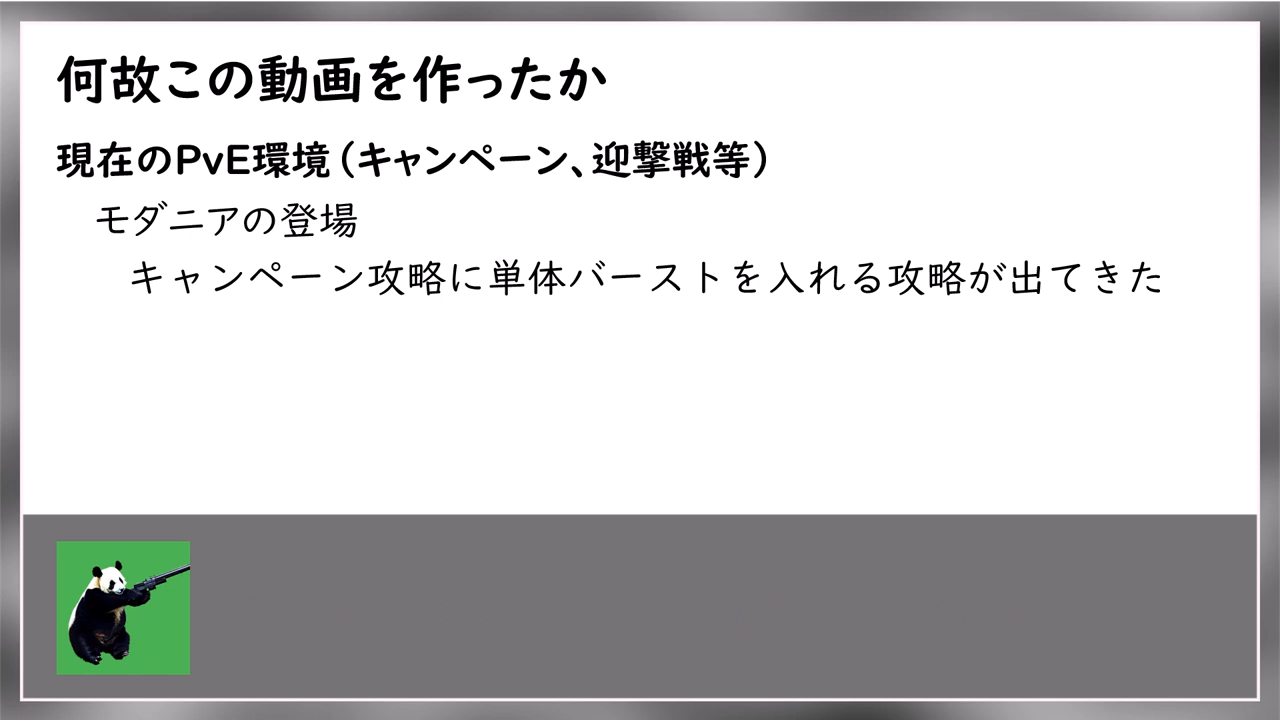 何故この動画を作ったか
現在のPvE環境（キャンペーン、迎撃戦等）
モダニアの登場
キャンペーン攻略に単体バーストを入れる攻略が出てきた